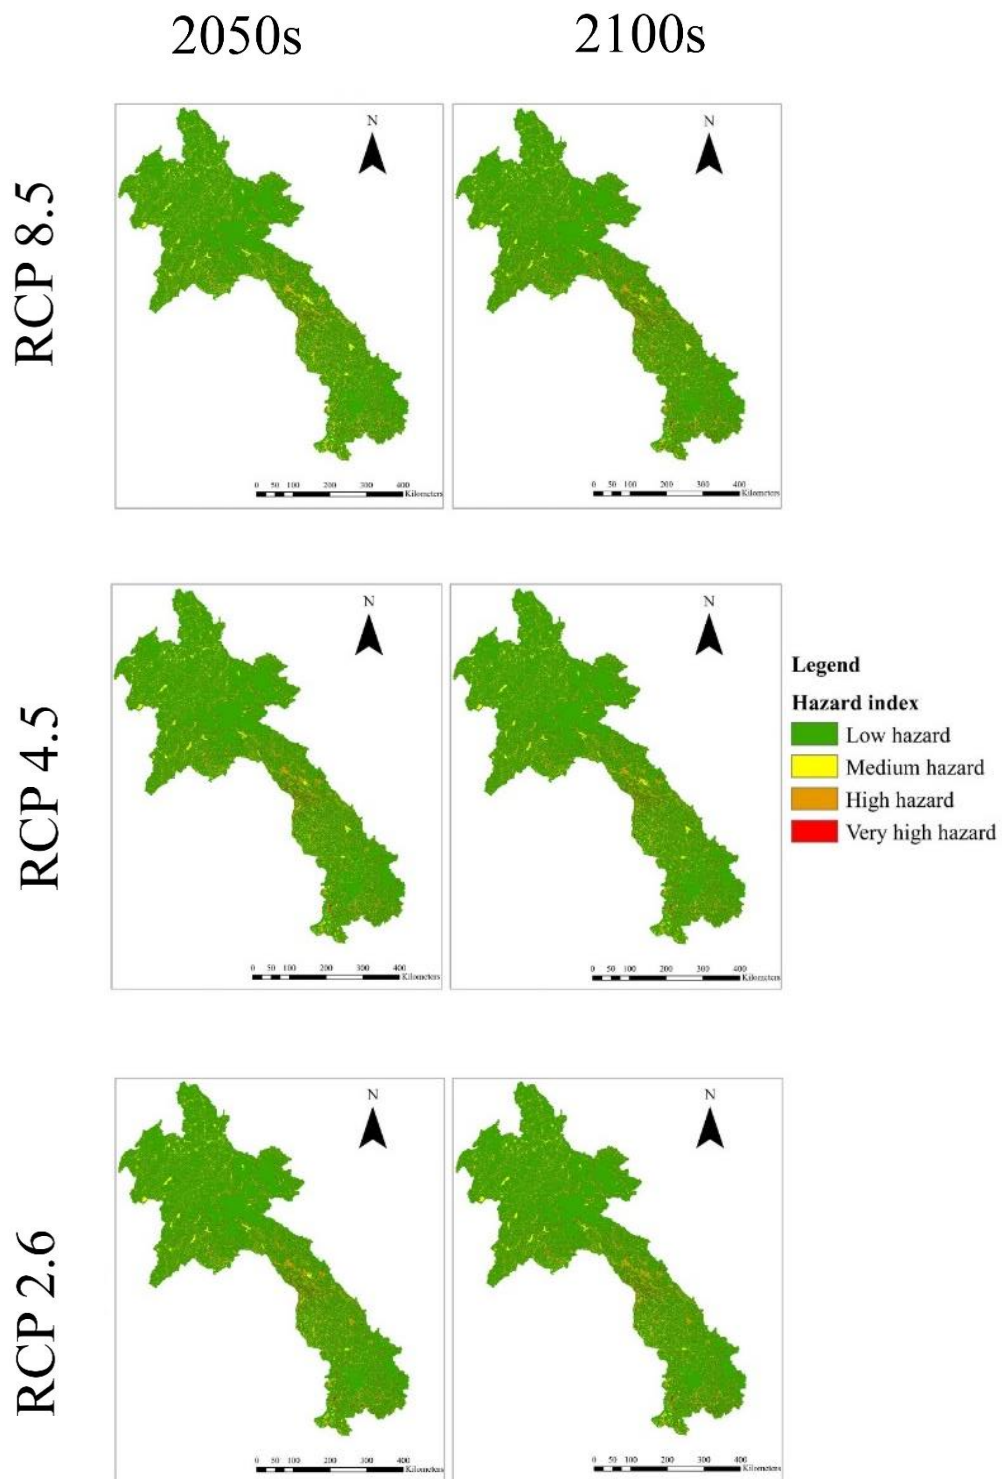 2050s 2100s
RCP 8.5
N
0 50 100 200 300 400
Kilometers
N
0 50 100 200 300 400
Kilometers
RCP 4.5
N
0 50 100 200 300 400
Kilometers
N
0 50 100 200 300 400
Kilometers
Legend
Hazard index
Low hazard
Medium hazard
High hazard
Very high hazard
RCP 2.6
N
0 50 100 200 300 400
Kilometers
N
0 50 100 200 300 400
Kilometers